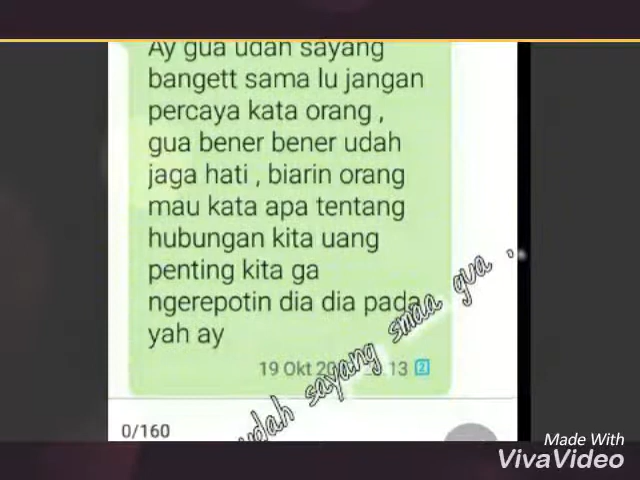 Ay gua udah sayang
bangett sama lu jangan
percaya kata orang ,
gua bener bener udah
jaga hati , biarin orang
mau kata apa tentang
hubungan kita uang
penting kita ga
ngerepotin dia dia pada
yah ay
19 Okt 13 2
udah sayang smaa gua .
0/160
Made With
VivaVideo